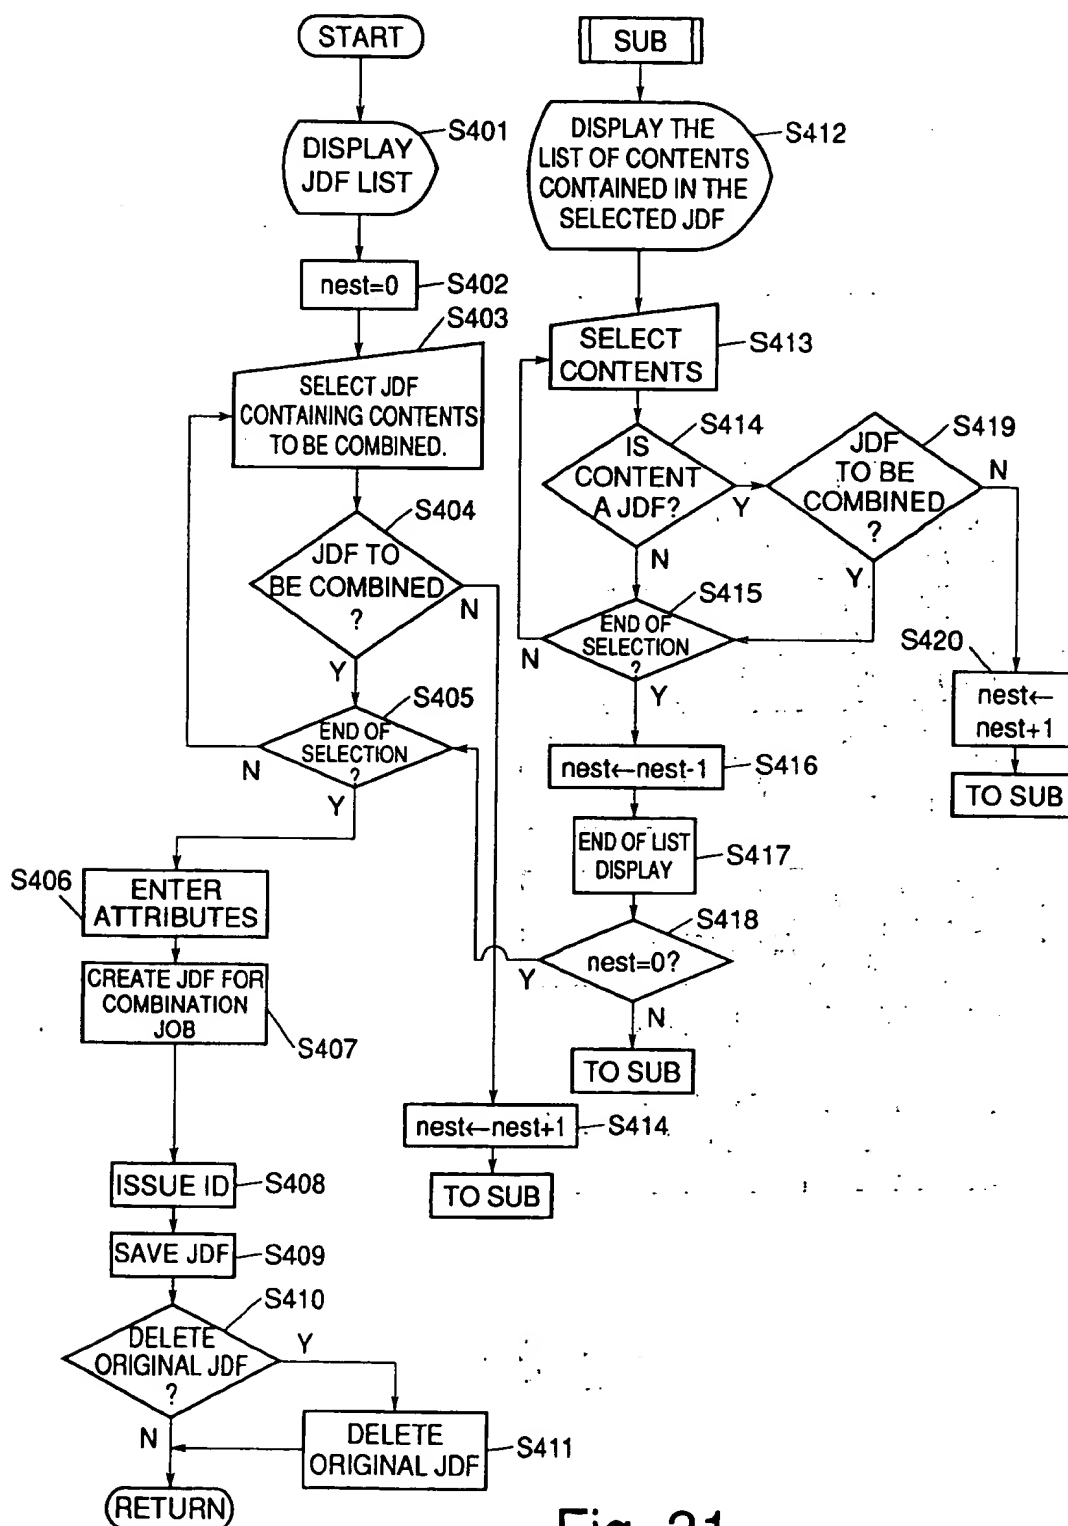 START
S401
DISPLAY
JDF LIST
nest=0
S402
S403
SELECT JDF
CONTAINING CONTENTS
TO BE COMBINED.
S404
JDF TO
BE COMBINED
?
N
Y
S405
END OF
SELECTION
?
N
Y
S406
ENTER
ATTRIBUTES
CREATE JDF FOR
COMBINATION
JOB
S407
ISSUE ID
S408
SAVE JDF
S409
S410
DELETE
ORIGINAL JDF
?
Y
N
DELETE
ORIGINAL JDF
S411
RETURN
nest←nest+1
S414
TO SUB
SUB
S412
DISPLAY THE
LIST OF CONTENTS
CONTAINED IN THE
SELECTED JDF
SELECT
CONTENTS
S413
S414
IS
CONTENT
A JDF?
Y
N
S419
JDF
TO BE
COMBINED
?
N
Y
S415
END OF
SELECTION
?
N
Y
S420
nest←
nest+1
TO SUB
nest←nest-1
S416
END OF LIST
DISPLAY
S417
S418
nest=0?
Y
N
TO SUB
Fig. 21